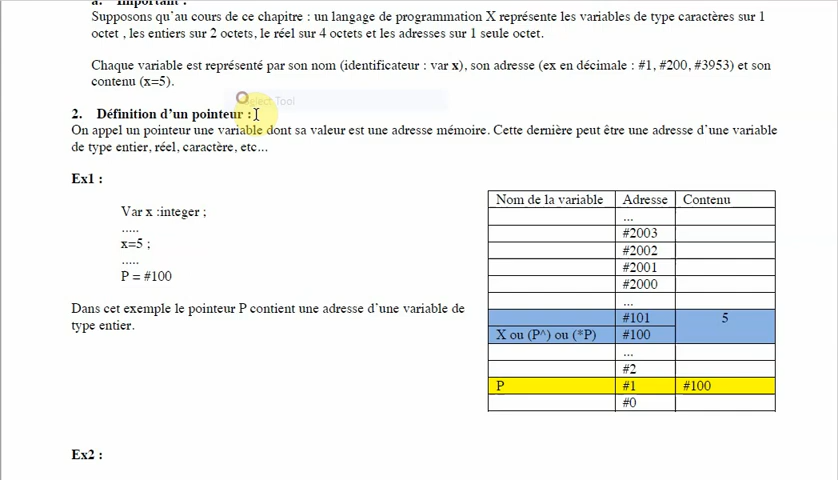 a. Important :
Supposons qu'au cours de ce chapitre : un langage de programmation X représente les variables de type caractères sur 1
octet , les entiers sur 2 octets, le réel sur 4 octets et les adresses sur 1 seule octet.
Chaque variable est représenté par son nom (identificateur : var x), son adresse (ex en décimale : #1, #200, #3953) et son
contenu (x=5).
Select Tool
2. Définition d'un pointeur :
On appel un pointeur une variable dont sa valeur est une adresse mémoire. Cette dernière peut être une adresse d'une variable
de type entier, réel, caractère, etc...
Ex1 :
Var x :integer ;
.....
x=5 ;
.....
P = #100
Dans cet exemple le pointeur P contient une adresse d'une variable de
type entier.
Nom de la variable Adresse Contenu
...
#2003
#2002
#2001
#2000
...
#101 5
X ou (P^) ou (*P) #100
...
#2
P #1 #100
#0
Ex2 :